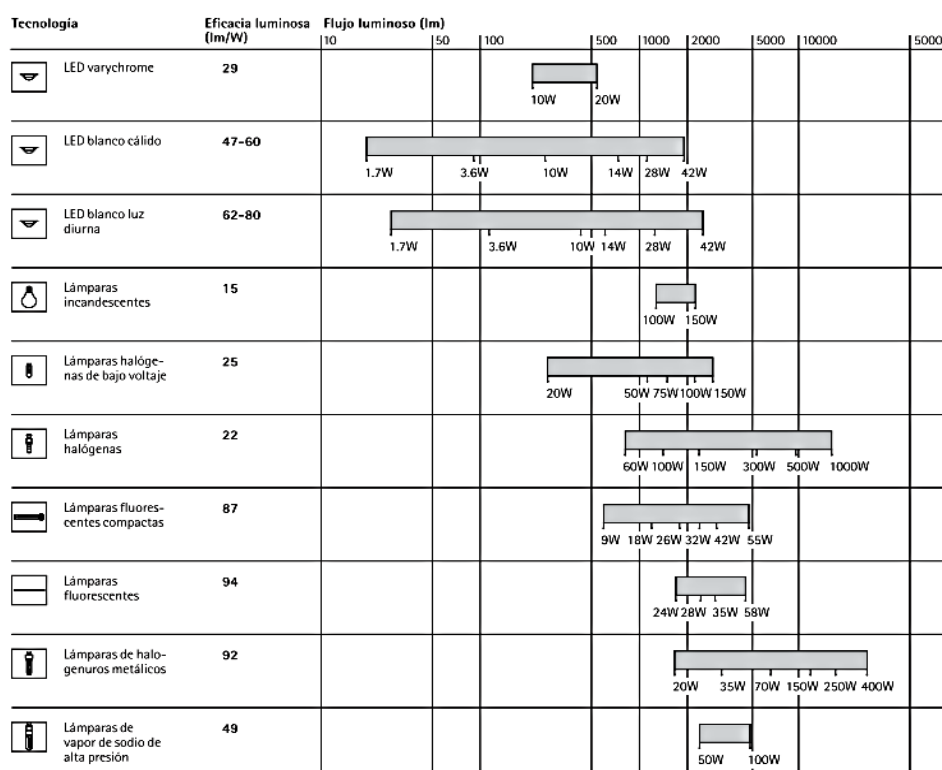 Tecnología Eficacia luminosa Flujo luminoso (lm)
(lm/W) 10 50 100 500 1000 2000 5000 10000 5000
LED varychrome 29
10W 20W
LED blanco cálido 47-60
1.7W 3.6W 10W 14W 28W 42W
LED blanco luz 62-80
diurna
1.7W 3.6W 10W 14W 28W 42W
Lámparas 15
incandescentes
100W 150W
Lámparas halóge- 25
nas de bajo voltaje
20W 50W 75W 100W 150W
Lámparas 22
halógenas
60W 100W 150W 300W 500W 1000W
Lámparas fluores- 87
centes compactas
9W 18W 26W 32W 42W 55W
Lámparas 94
fluorescentes
24W 28W 35W 58W
Lámparas de halo- 92
genuros metálicos
20W 35W 70W 150W 250W 400W
Lámparas de 49
vapor de sodio de
alta presión
50W 100W